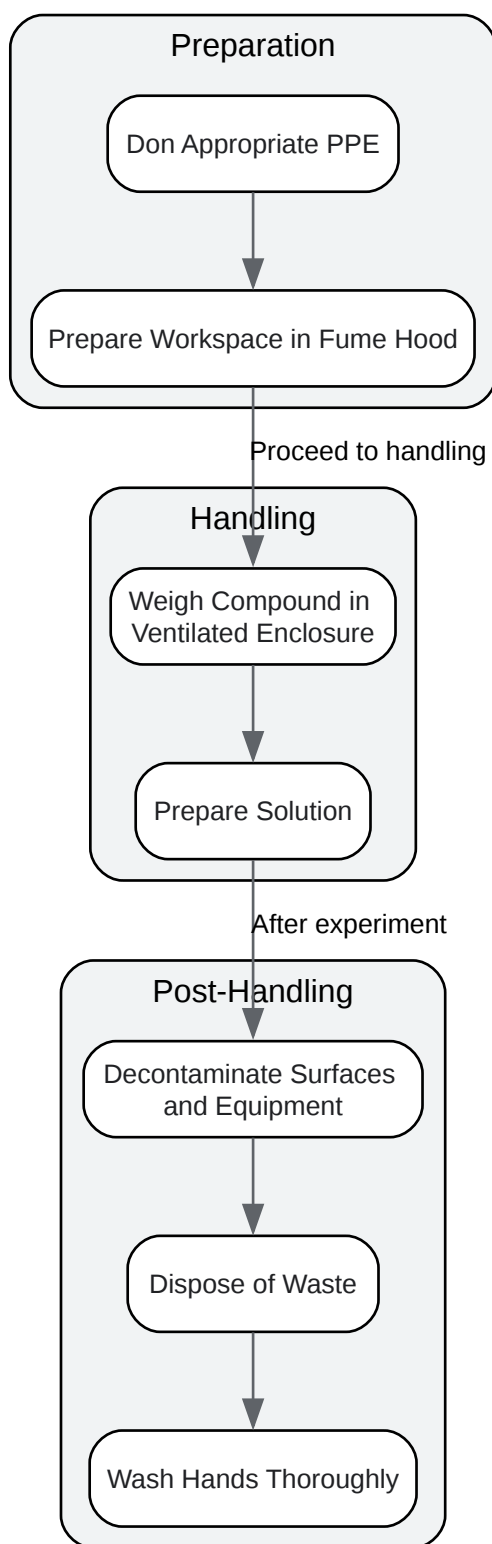 Preparation
Don Appropriate PPE
Prepare Workspace in Fume Hood
Proceed to handling
Handling
Weigh Compound in
Ventilated Enclosure
Prepare Solution
After experiment
Post-Handling
Decontaminate Surfaces
and Equipment
Dispose of Waste
Wash Hands Thoroughly